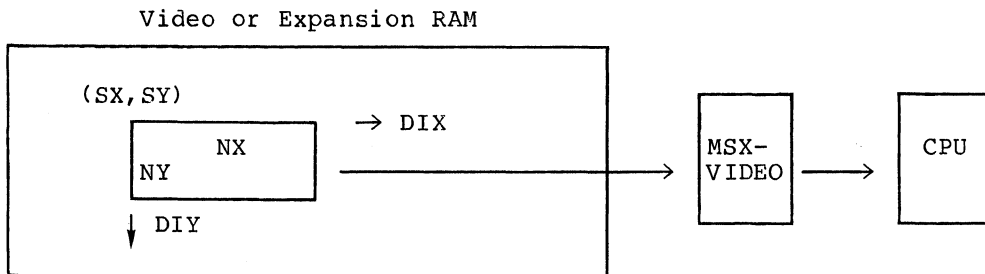 Video or Expansion RAM
(SX,SY)
→ DIX
NX
NY
MSX-
VIDEO
CPU
↓ DIY